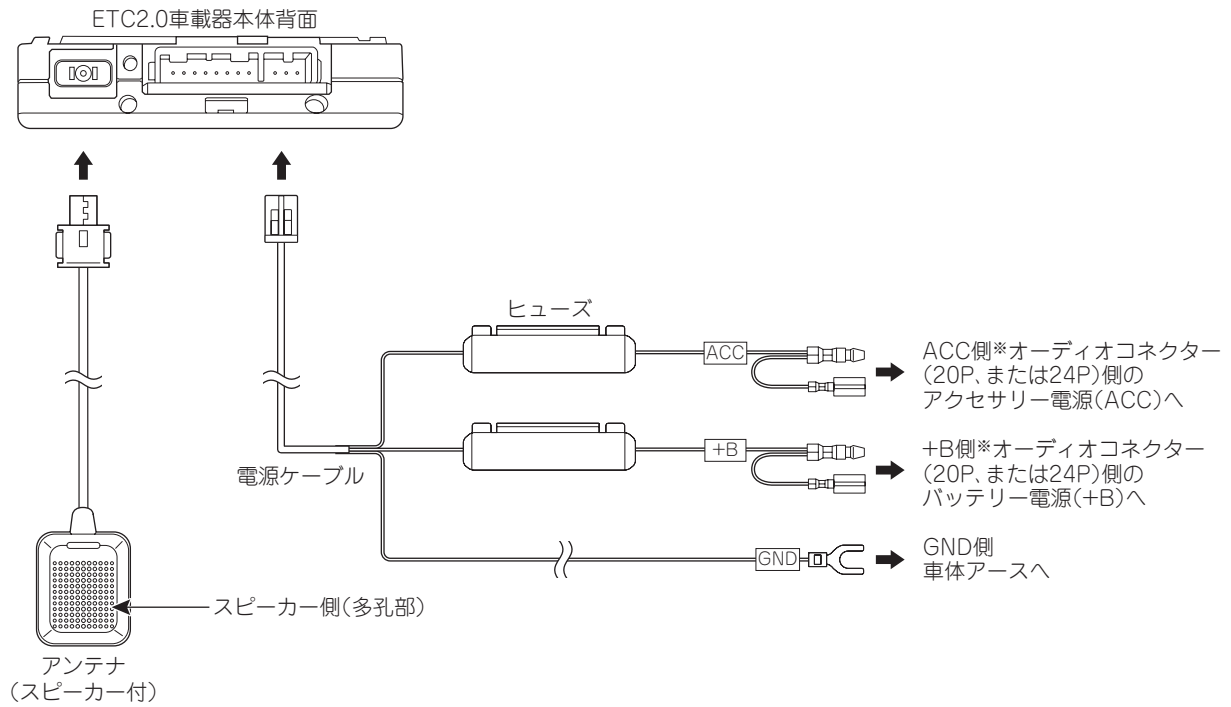 ETC2.0車載器本体背面
ヒューズ
ACC
ACC側※オーディオコネクター
(20P、または24P)側の
アクセサリー電源(ACC)へ
+B
+B側※オーディオコネクター
(20P、または24P)側の
バッテリー電源(+B)へ
電源ケーブル
GND
GND側
車体アースへ
スピーカー側(多孔部)
アンテナ
(スピーカー付)